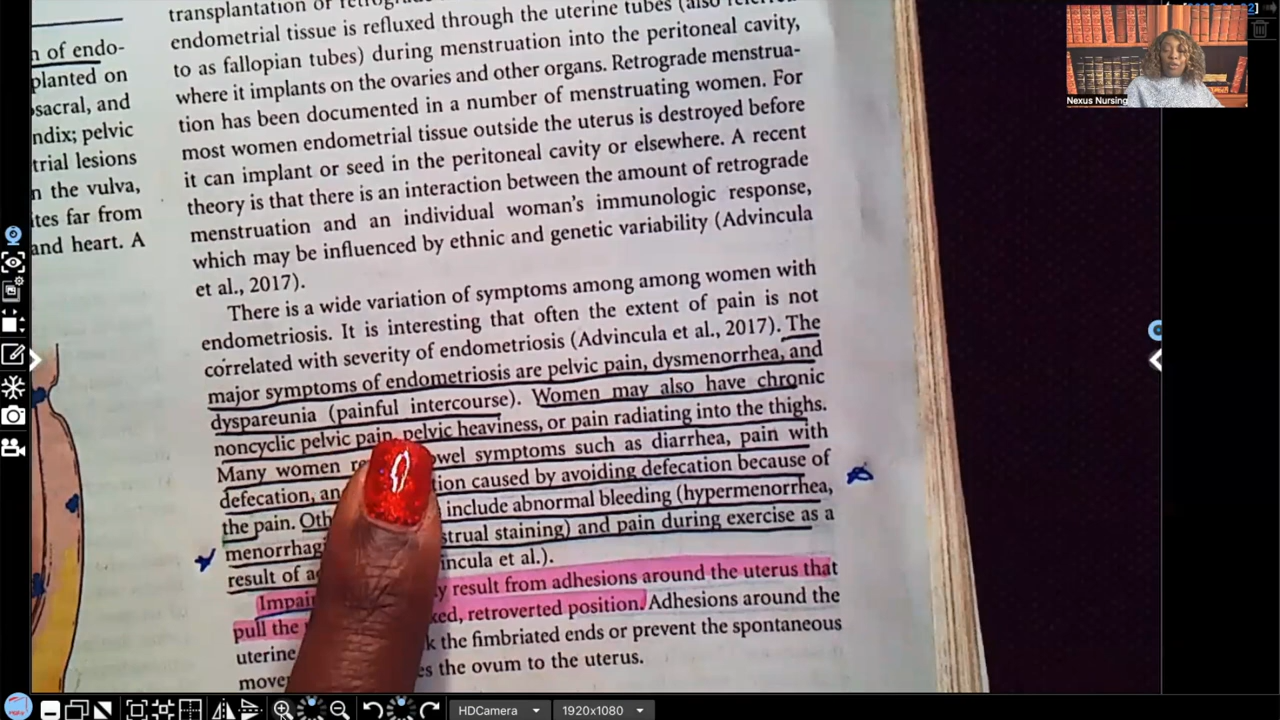 n of endo-
planted on
sacral, and
ndix; pelvic
trial lesions
n the vulva,
ites far from
and heart. A
transplantation or
endometrial tissue is refluxed through the uterine tubes (also
to as fallopian tubes) during menstruation into the peritoneal cavity,
where it implants on the ovaries and other organs. Retrograde menstrua-
tion has been documented in a number of menstruating women. For
most women endometrial tissue outside the uterus is destroyed before
it can implant or seed in the peritoneal cavity or elsewhere. A recent
theory is that there is an interaction between the amount of retrograde
menstruation and an individual woman's immunologic response,
which may be influenced by ethnic and genetic variability (Advincula
et al., 2017).
There is a wide variation of symptoms among among women with
endometriosis. It is interesting that often the extent of pain is not
correlated with severity of endometriosis (Advincula et al., 2017). The
major symptoms of endometriosis are pelvic pain, dysmenorrhea, and
dyspareunia (painful intercourse). Women may also have chronic
noncyclic pelvic pain, pelvic heaviness, or pain radiating into the thighs.
Many women re wel symptoms such as diarrhea, pain with
defecation, an tion caused by avoiding defecation because of
the pain. Oth include abnormal bleeding (hypermenorrhea,
menorrhag strual staining) and pain during exercise as a
result of a incula et al.).
Impai y result from adhesions around the uterus that
pull the ked, retroverted position. Adhesions around the
uterine k the fimbriated ends or prevent the spontaneous
move es the ovum to the uterus.
Nexus Nursing
HDCamera
1920x1080